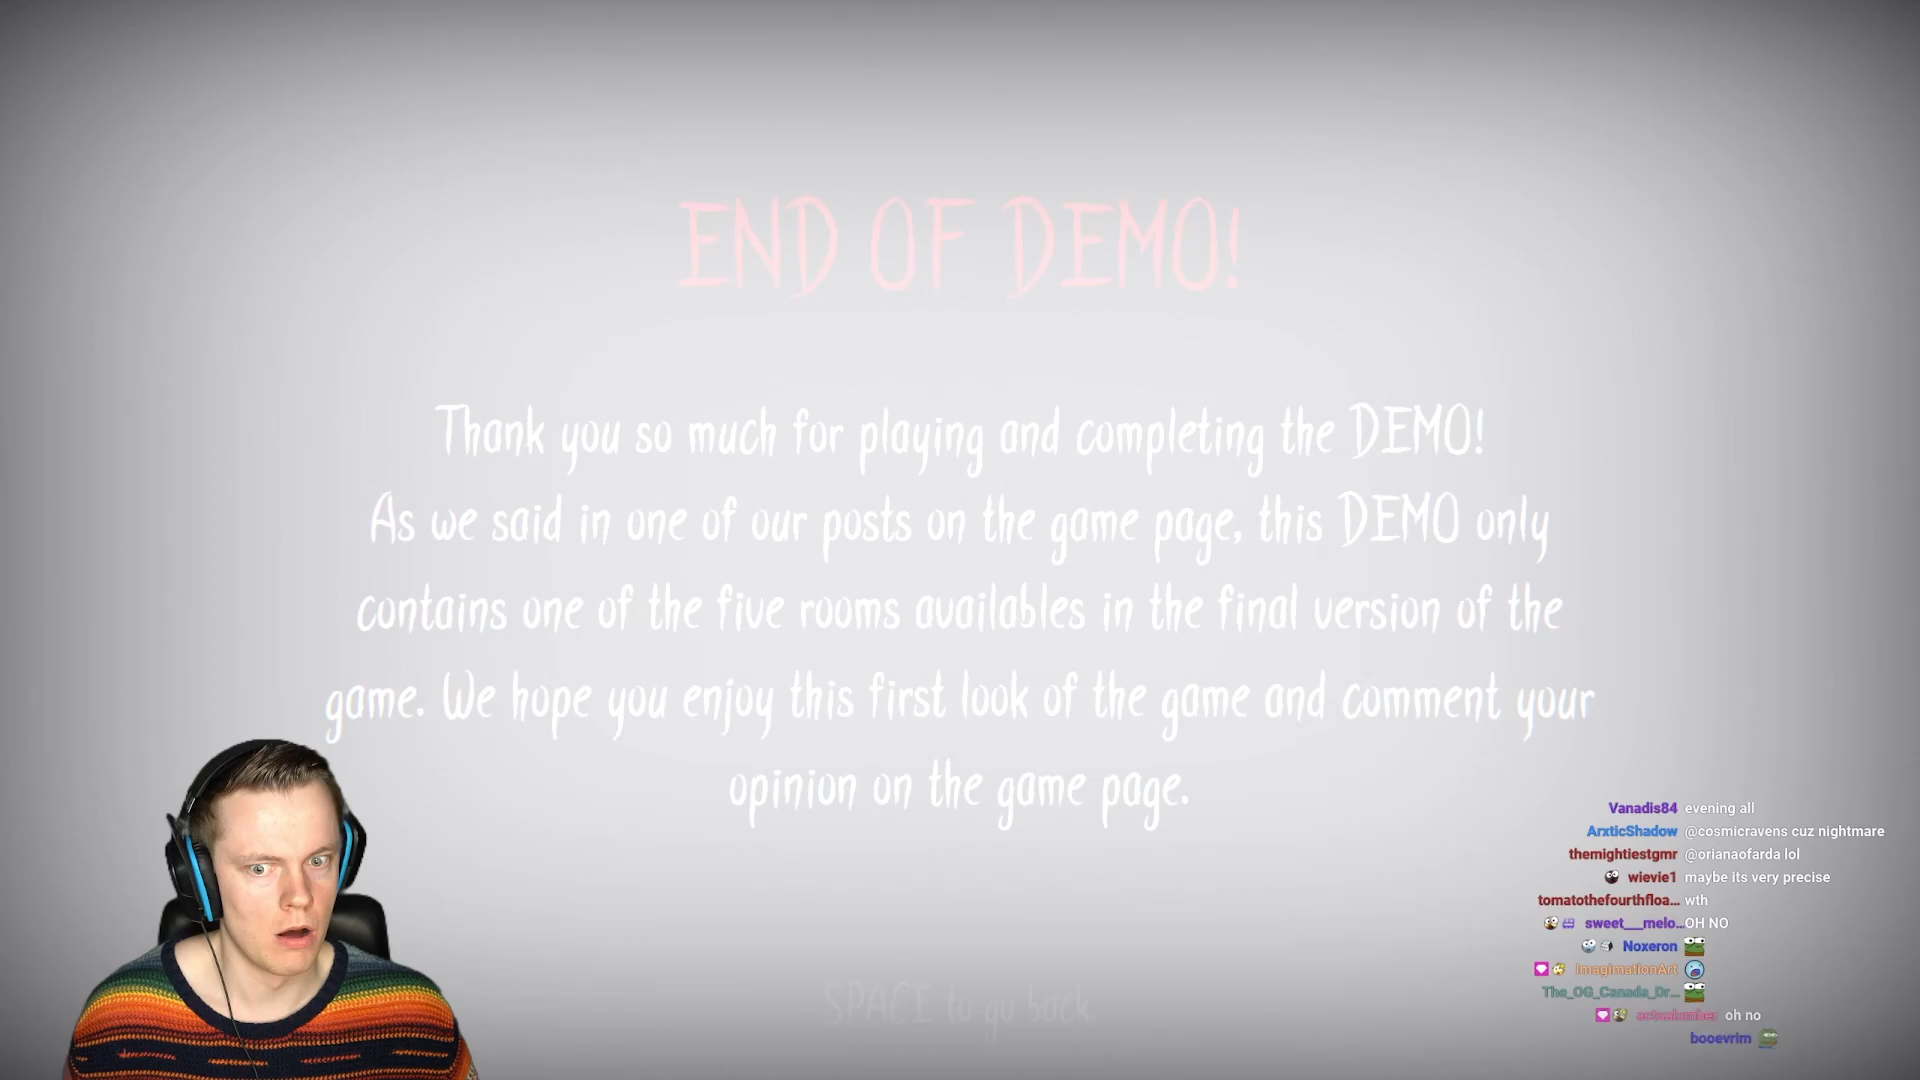 END OF DEMO!
Thank you so much for playing and completing the DEMO!
As we said in one of our posts on the game page, this DEMO only
contains one of the five rooms availables in the final version of the
game. We hope you enjoy this first look of the game and comment your
opinion on the game page.
Vanadis84 evening all
ArxticShadow @cosmicravens cuz nightmare
themightiestgmr @orianaofarda lol
wievie1 maybe its very precise
tomatothefourthfloa... wth
sweet__melo... OH NO
Noxeron
ImaginationArt
The_OG_Canada_Dr...
oh no
booevrim
SPACE to go back